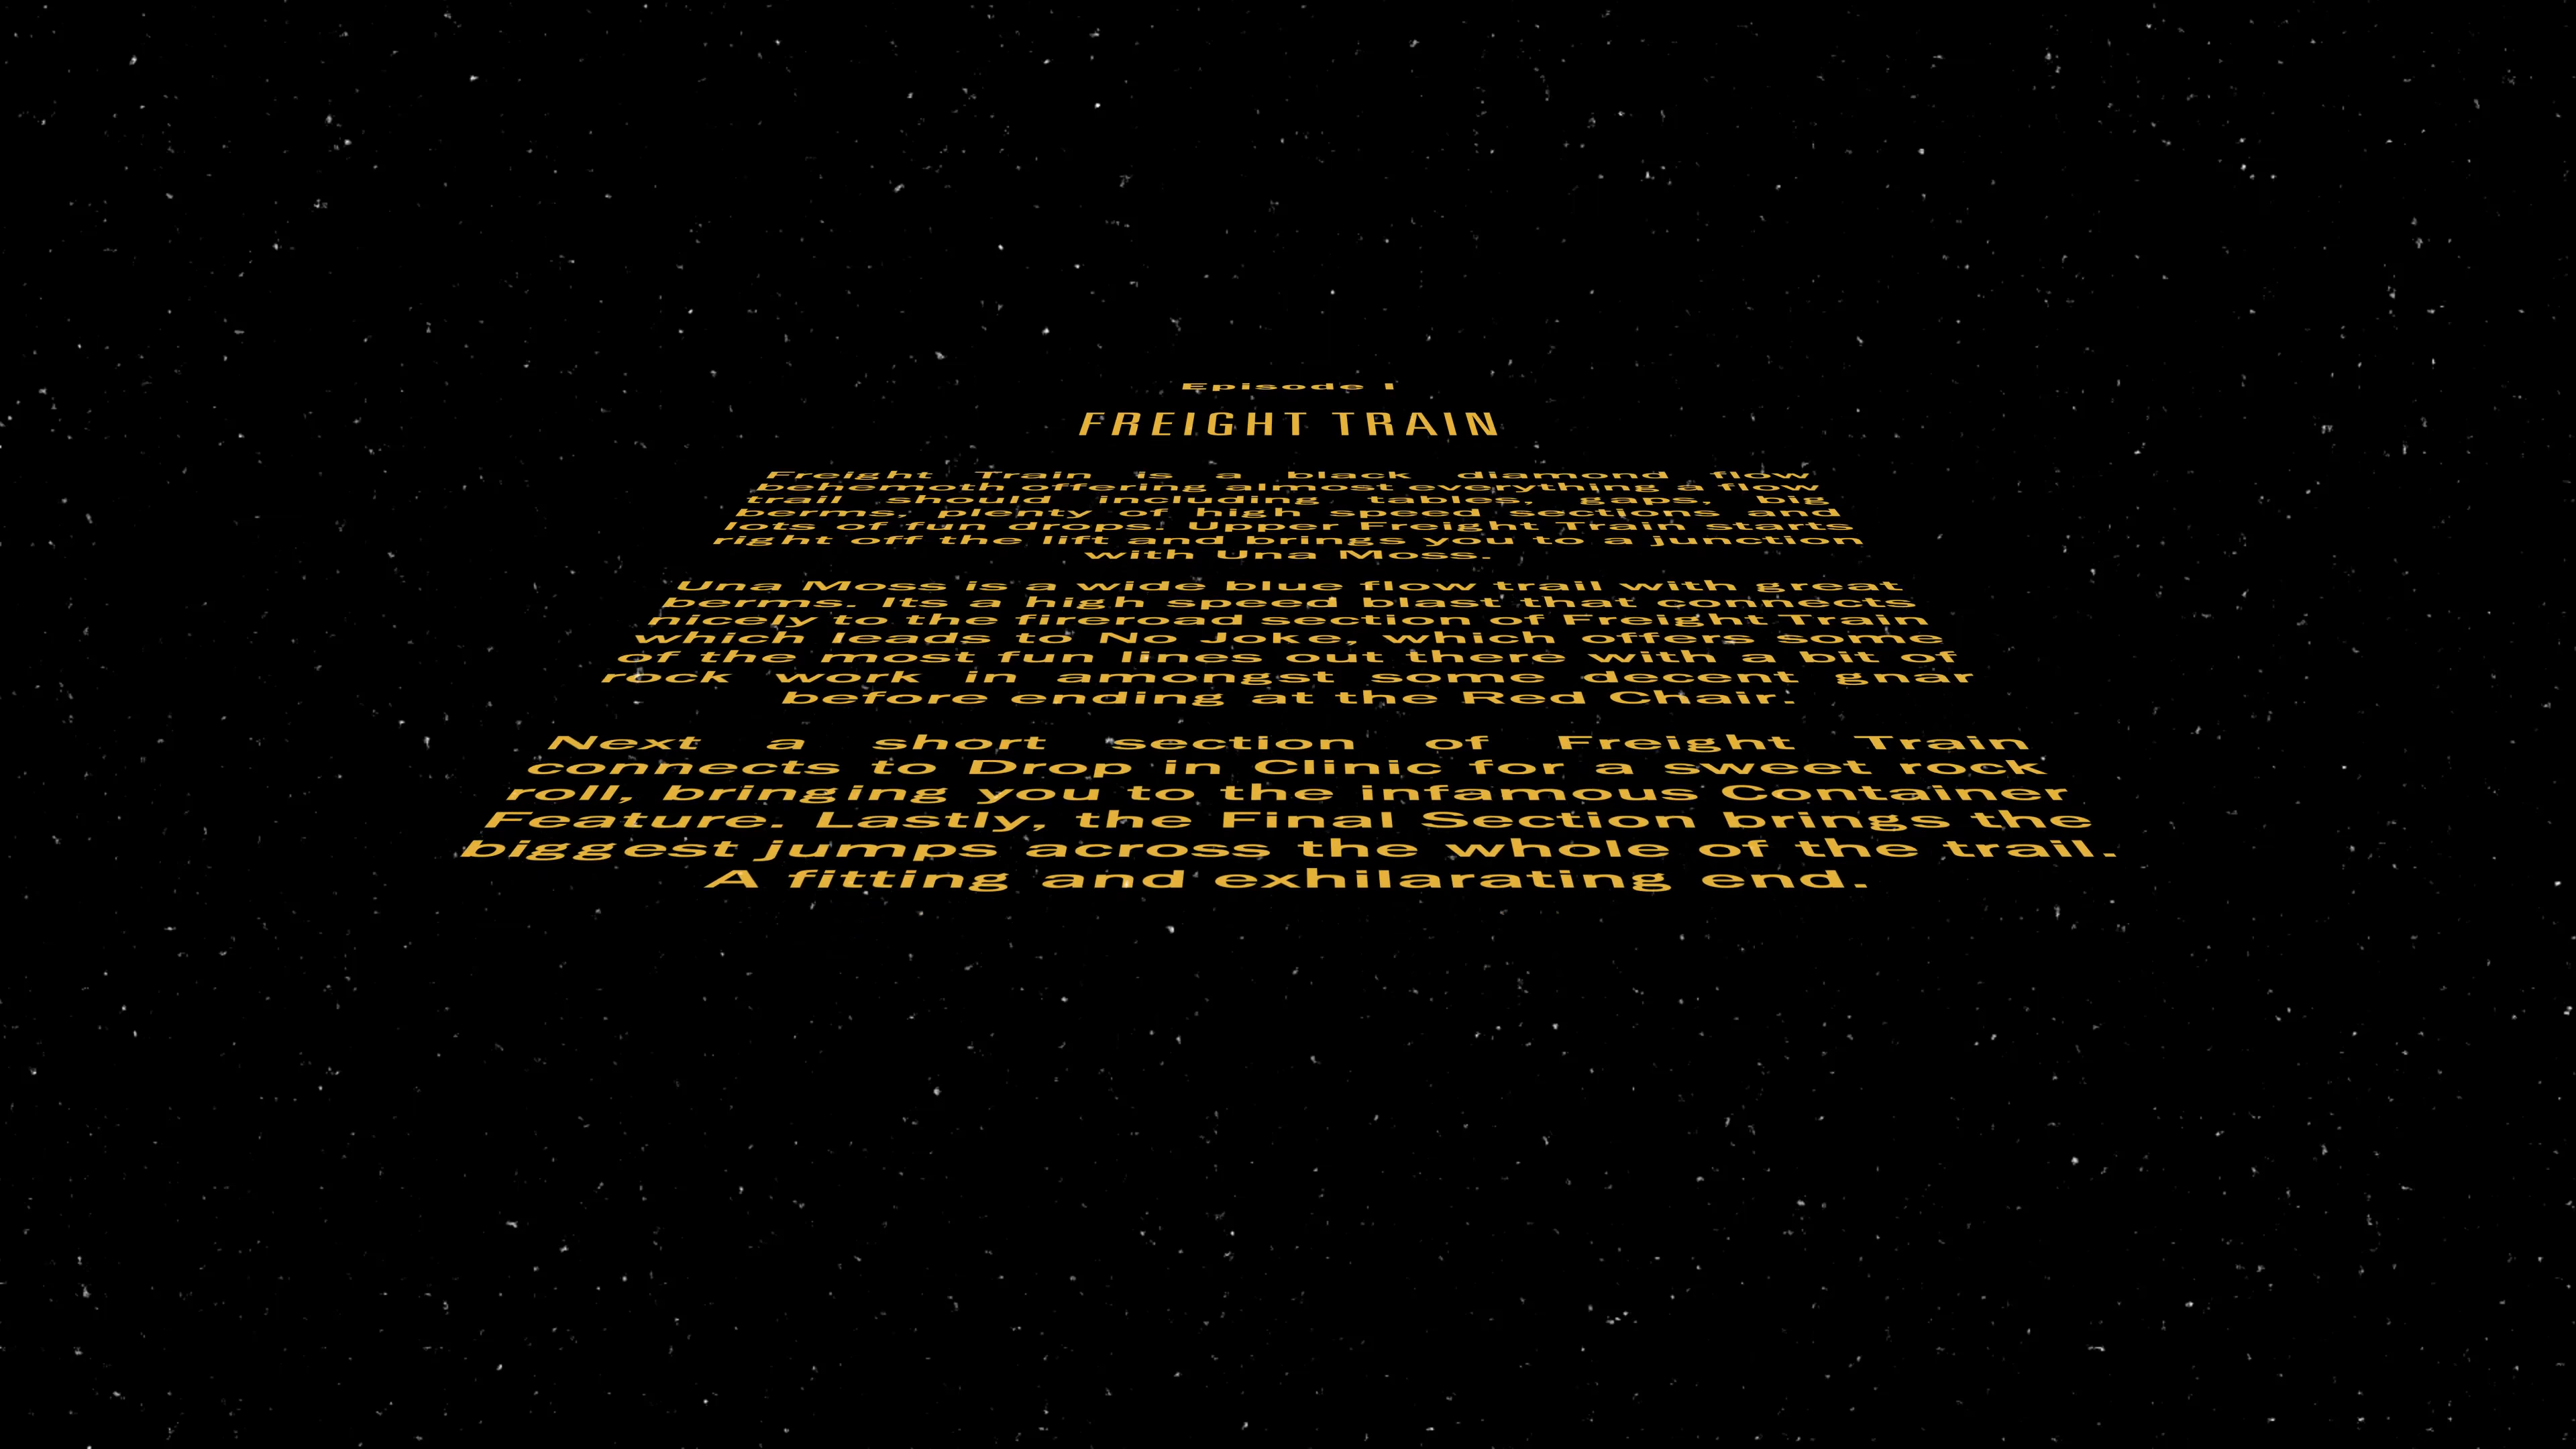 Episode I
FREIGHT TRAIN
Freight Train is a black diamond flow
behemoth offering almost everything a flow
trail should including tables, gaps, big
berms, plenty of high speed sections and
lots of fun drops. Upper Freight Train starts
right off the lift and brings you to a junction
with Una Moss.
Una Moss is a wide blue flow trail with great
berms. Its a high speed blast that connects
nicely to the fireroad section of Freight Train
which leads to No Joke, which offers some
of the most fun lines out there with a bit of
rock work in amongst some decent gnar
before ending at the Red Chair.
Next a short section of Freight Train
connects to Drop in Clinic for a sweet rock
roll, bringing you to the infamous Container
Feature. Lastly, the Final Section brings the
biggest jumps across the whole of the trail.
A fitting and exhilarating end.